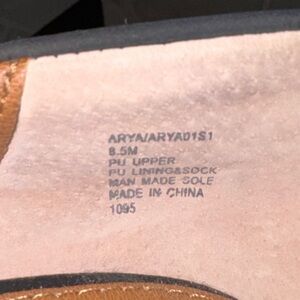 ARYA/ARYA01S1
8.5M
PU UPPER
PU LINING&SOCK
MAN MADE SOLE
MADE IN CHINA
1095